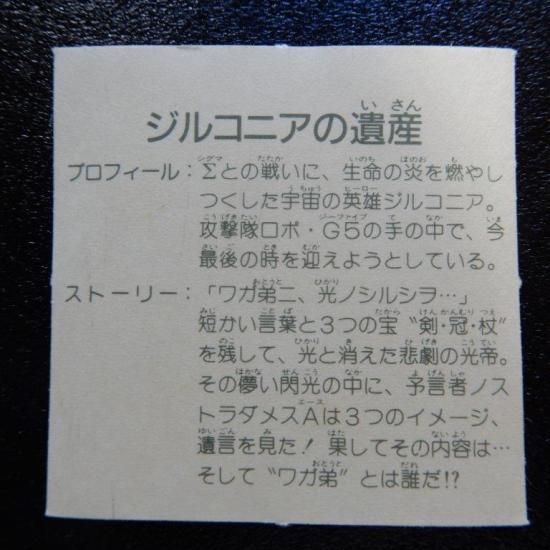 ジルコニアの遺産
プロフィール：Σとの戦いに、生命の炎を燃やし
つくした宇宙の英雄ジルコニア。
攻撃隊ロボ・G5の手の中で、今
最後の時を迎えようとしている。
ストーリー：「ワガ弟ニ、光ノシルシヲ…」
短かい言葉と3つの宝〝剣・冠・杖〟
を残して、光と消えた悲劇の光帝。
その儚い閃光の中に、予言者ノス
トラダメスAは3つのイメージ、
遺言を見た！果してその内容は…
そして〝ワガ弟〟とは誰だ!?